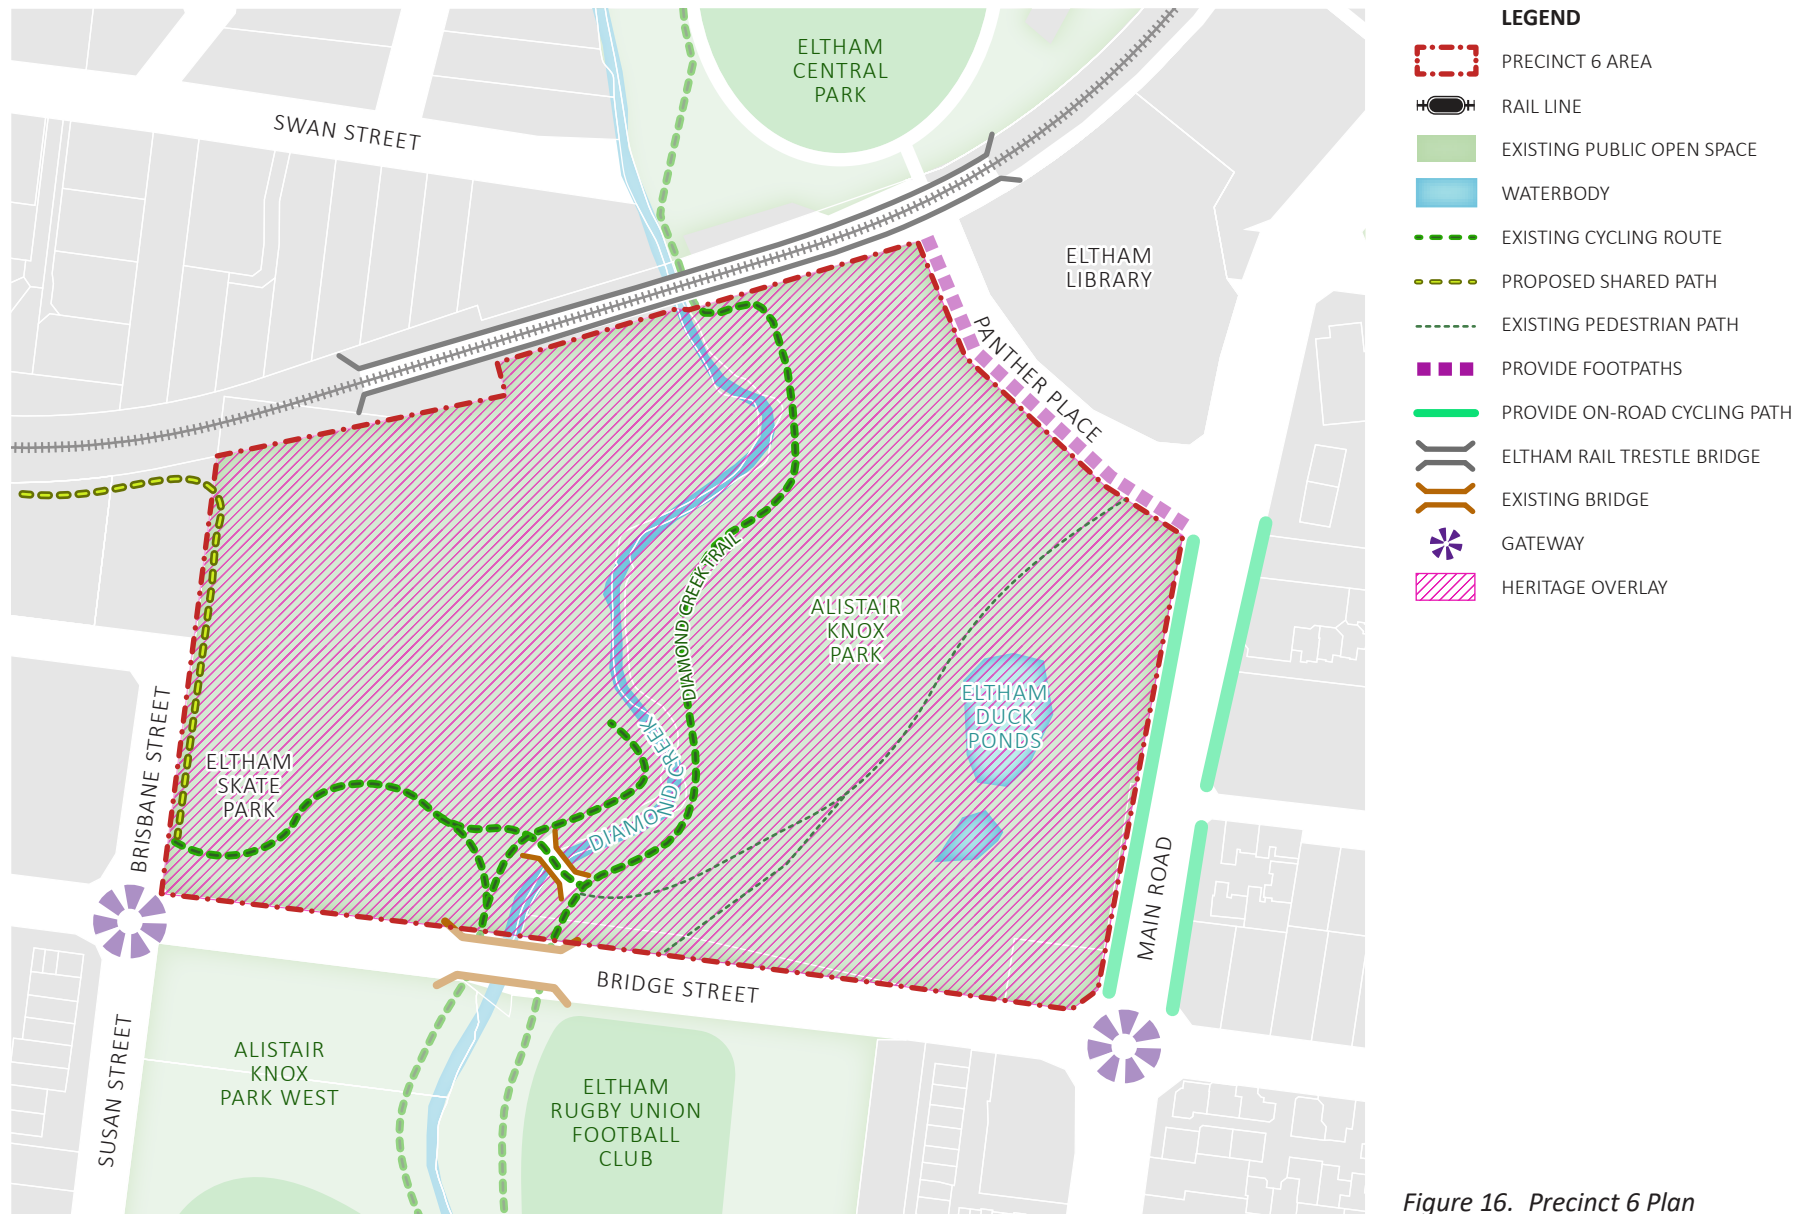 ELTHAM
CENTRAL
PARK
SWAN STREET
ELTHAM
LIBRARY
PANTHER PLACE
DIAMOND CREEK TRAIL
ALISTAIR
KNOX
PARK
ELTHAM
DUCK
PONDS
DIAMOND CREEK
ELTHAM
SKATE
PARK
BRISBANE STREET
MAIN ROAD
BRIDGE STREET
SUSAN STREET
ALISTAIR
KNOX
PARK WEST
ELTHAM
RUGBY UNION
FOOTBALL
CLUB
LEGEND
PRECINCT 6 AREA
RAIL LINE
EXISTING PUBLIC OPEN SPACE
WATERBODY
EXISTING CYCLING ROUTE
PROPOSED SHARED PATH
EXISTING PEDESTRIAN PATH
PROVIDE FOOTPATHS
PROVIDE ON-ROAD CYCLING PATH
ELTHAM RAIL TRESTLE BRIDGE
EXISTING BRIDGE
GATEWAY
HERITAGE OVERLAY
Figure 16. Precinct 6 Plan